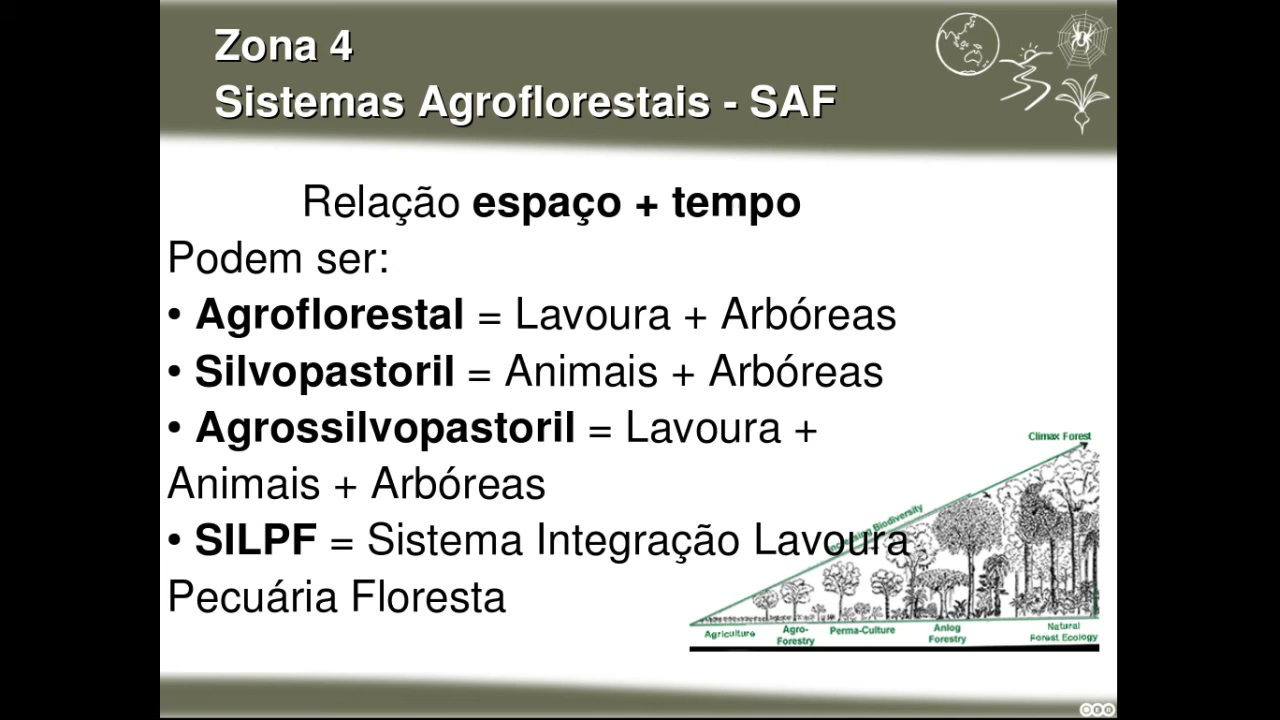 Zona 4
Sistemas Agroflorestais - SAF
Relação espaço + tempo
Podem ser:
• Agroflorestal = Lavoura + Arbóreas
• Silvopastoril = Animais + Arbóreas
• Agrossilvopastoril = Lavoura +
Animais + Arbóreas
• SILPF = Sistema Integração Lavoura
Pecuária Floresta
Climax Forest
Biodiversity
Agriculture
Agro-
Forestry
Perma-Culture
Anlog
Forestry
Natural
Forest Ecology